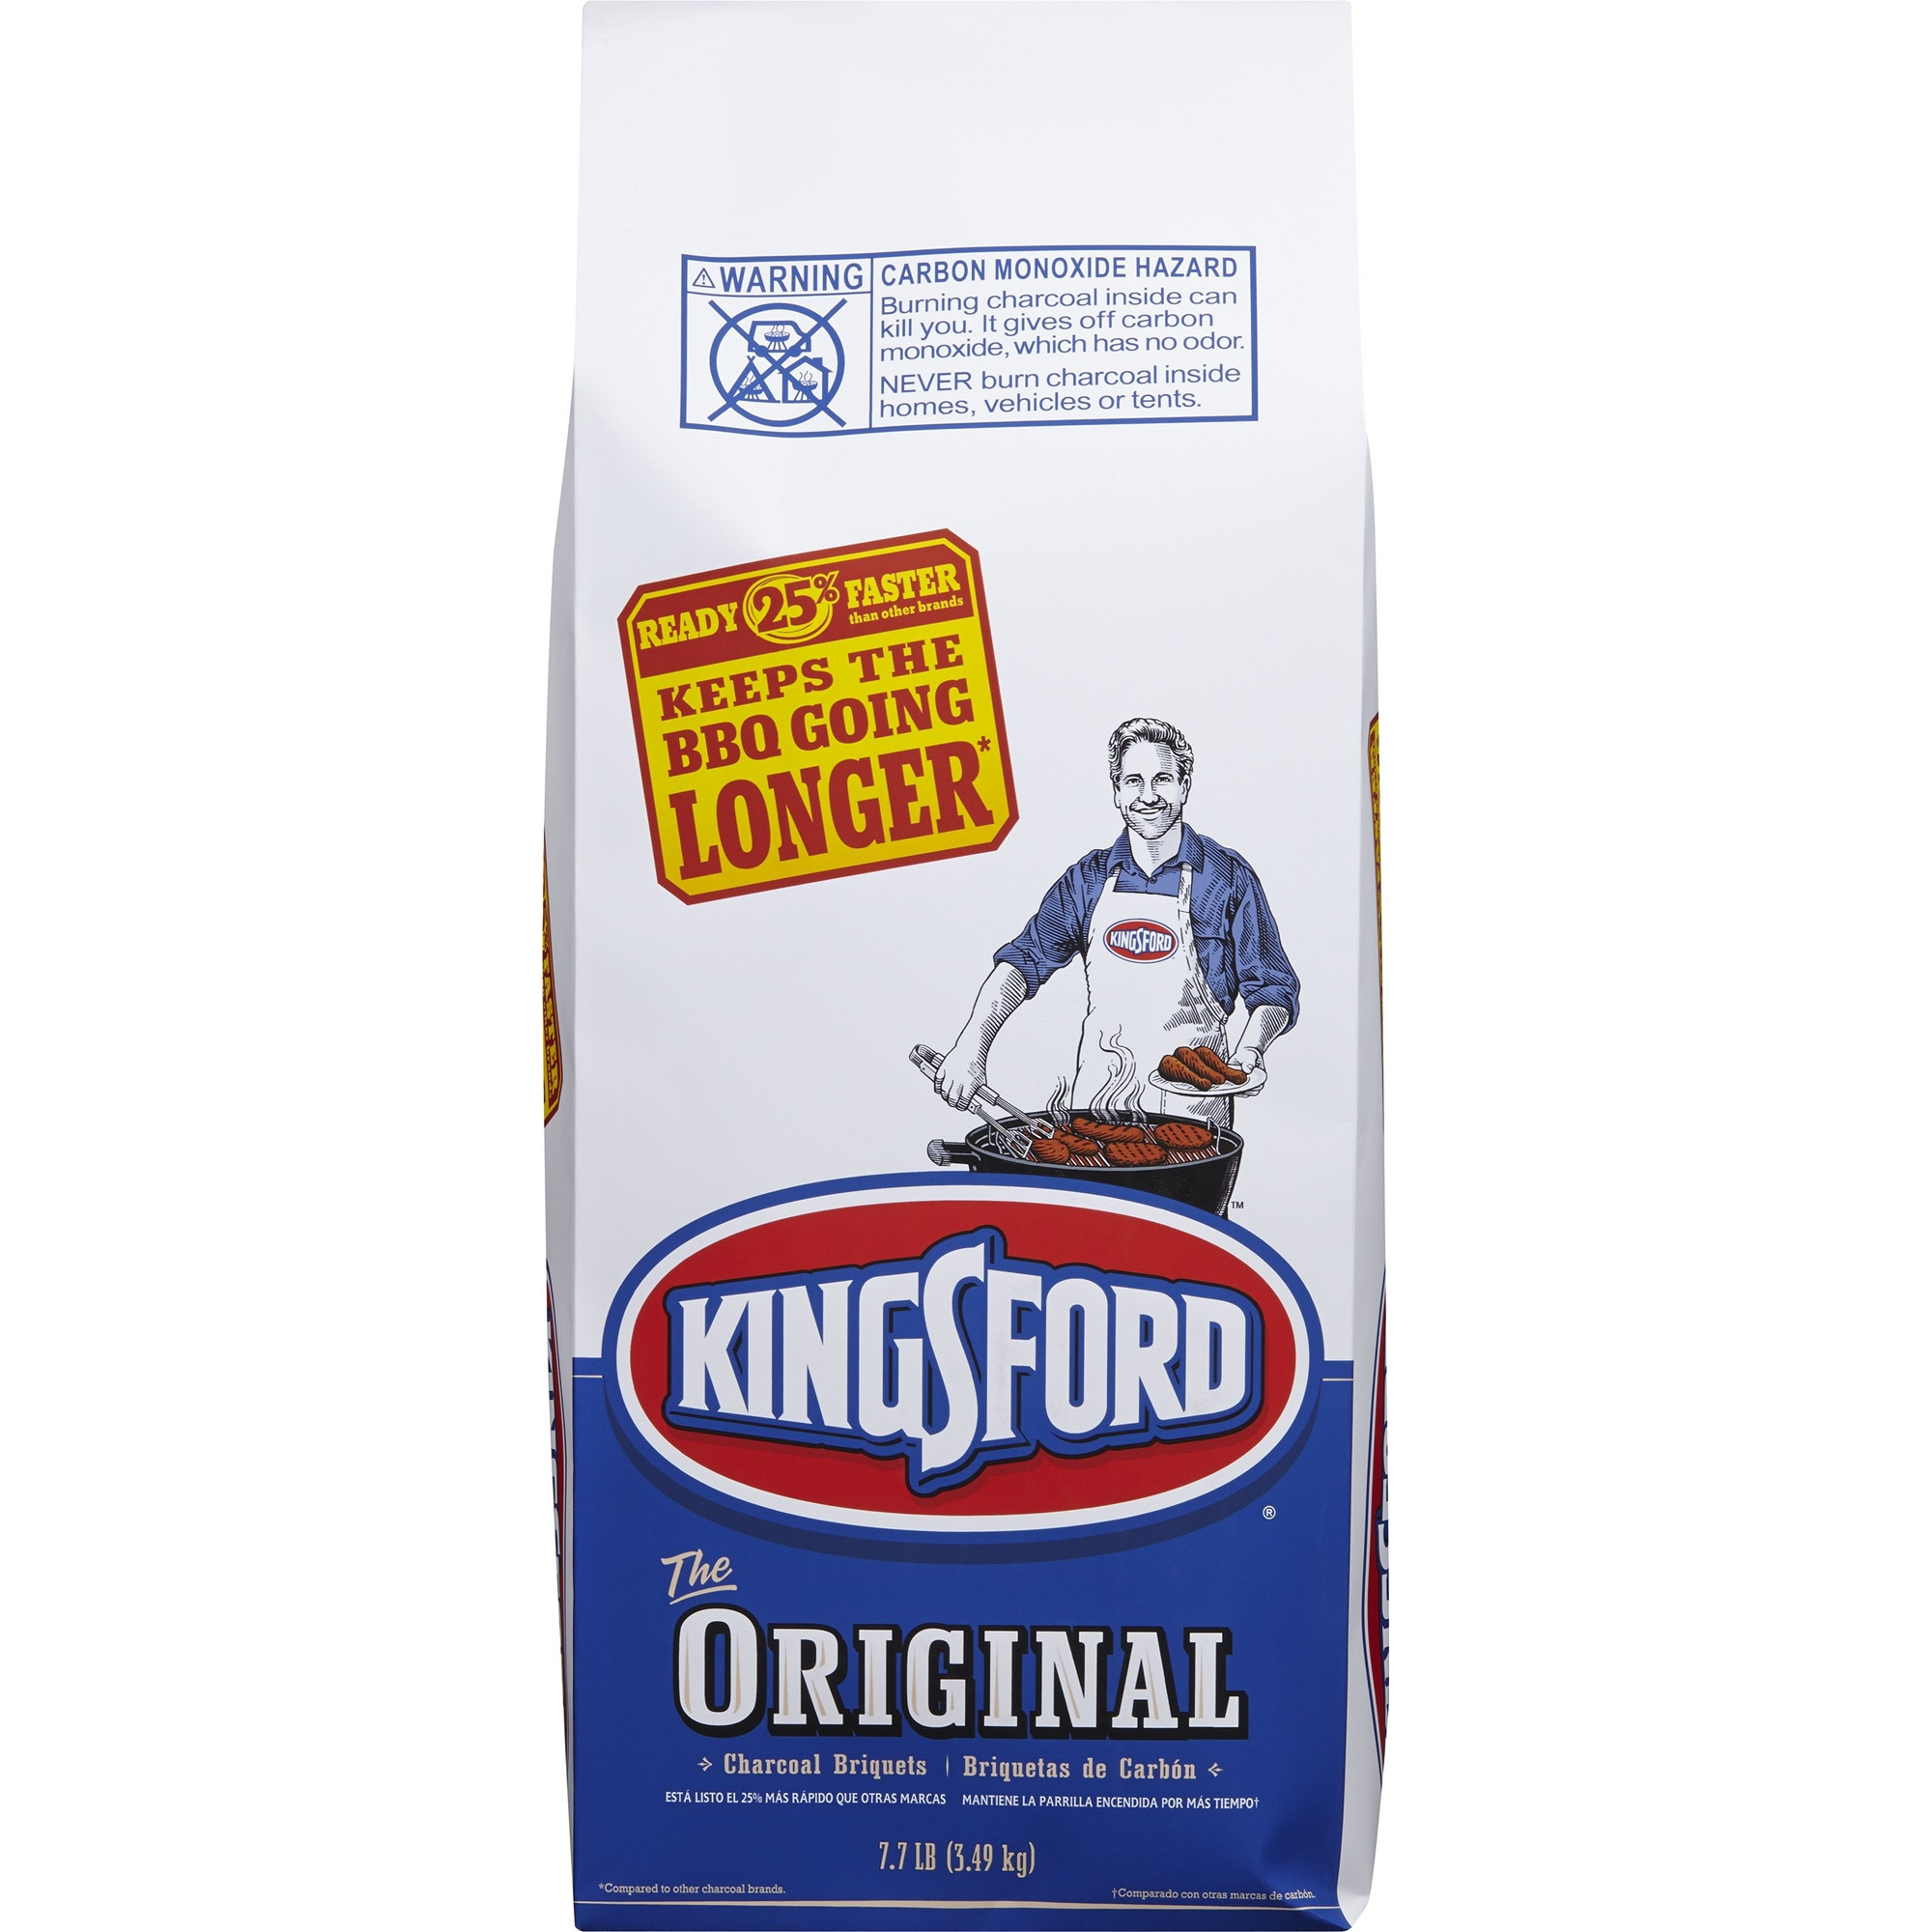 WARNING
CARBON MONOXIDE HAZARD
Burning charcoal inside can
kill you. It gives off carbon
monoxide, which has no odor.
NEVER burn charcoal inside
homes, vehicles or tents.
READY 25% FASTER
than other brands
KEEPS THE
BBQ GOING
LONGER*
KINGSFORD
TM
KINGSFORD
®
The
ORIGINAL
Charcoal Briquets | Briquetas de Carbón
ESTÁ LISTO EL 25% MÁS RÁPIDO QUE OTRAS MARCAS MANTIENE LA PARRILLA ENCENDIDA POR MÁS TIEMPO†
7.7 LB (3.49 kg)
*Compared to other charcoal brands. †Comparado con otras marcas de carbón.